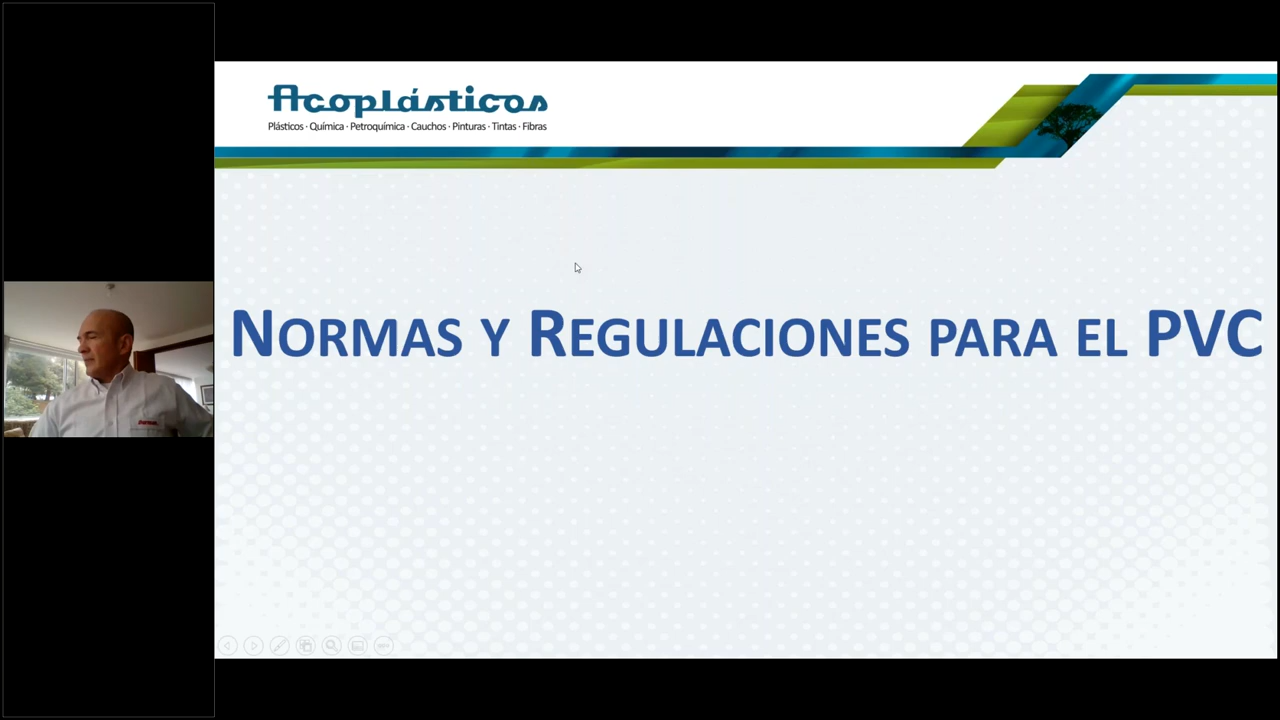 Acoplásticos
Plásticos · Química · Petroquímica · Cauchos · Pinturas · Tintas · Fibras
NORMAS Y REGULACIONES PARA EL PVC